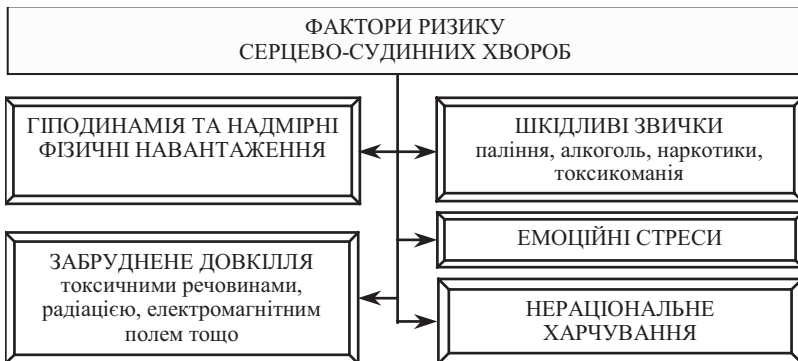 ФАКТОРИ РИЗИКУ
СЕРЦЕВО-СУДИННИХ ХВОРОБ
ГІПОДИНАМІЯ ТА НАДМІРНІ
ФІЗИЧНІ НАВАНТАЖЕННЯ
ШКІДЛИВІ ЗВИЧКИ
паління, алкоголь, наркотики,
токсикоманія
ЗАБРУДНЕНЕ ДОВКІЛЛЯ
токсичними речовинами,
радіацією, електромагнітним
полем тощо
ЕМОЦІЙНІ СТРЕСИ
НЕРАЦІОНАЛЬНЕ
ХАРЧУВАННЯ